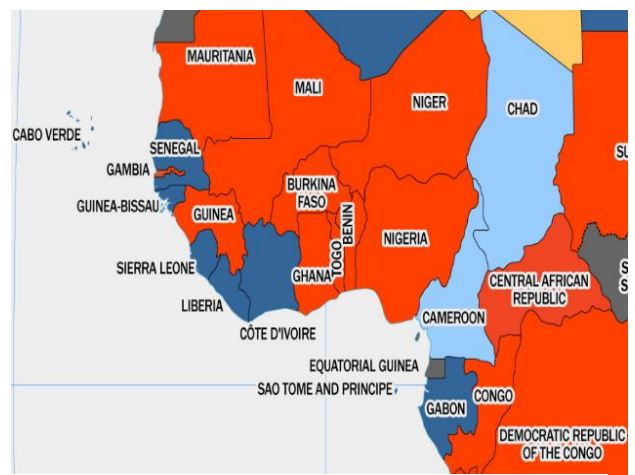 MAURITANIA
MALI
NIGER
CHAD
CABO VERDE
SENEGAL
SU
GAMBIA
BURKINA
FASO
GUINEA-BISSAU
GUINEA
TOGO
BENIN
NIGERIA
GHANA
SIERRA LEONE
CENTRAL AFRICAN
REPUBLIC
S
S
LIBERIA
CAMEROON
CÔTE D'IVOIRE
EQUATORIAL GUINEA
SAO TOME AND PRINCIPE
GABON
CONGO
DEMOCRATIC REPUBLIC
OF THE CONGO